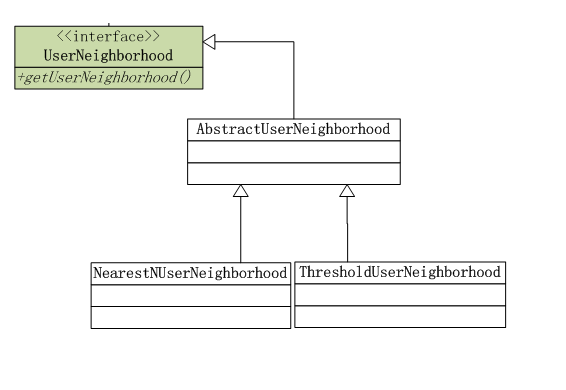 <<interface>>
UserNeighborhood
+getUserNeighborhood()
AbstractUserNeighborhood
NearestNUserNeighborhood
ThresholdUserNeighborhood